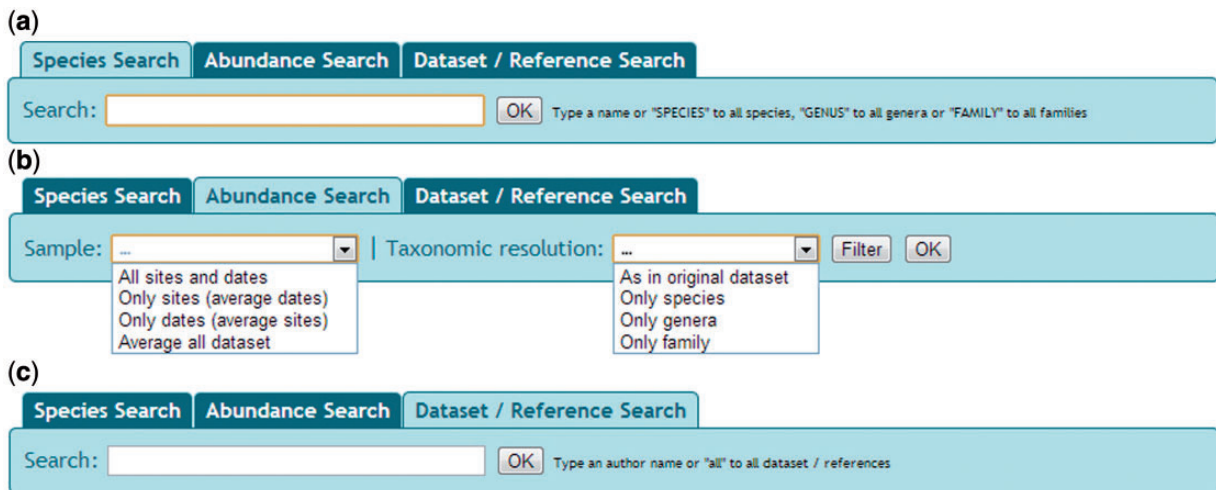 (a)
Species Search Abundance Search Dataset / Reference Search
Search: OK Type a name or "SPECIES" to all species, "GENUS" to all genera or "FAMILY" to all families
(b)
Species Search Abundance Search Dataset / Reference Search
Sample: ... | Taxonomic resolution: ... Filter OK
All sites and dates As in original dataset
Only sites (average dates) Only species
Only dates (average sites) Only genera
Average all dataset Only family
(c)
Species Search Abundance Search Dataset / Reference Search
Search: OK Type an author name or "all" to all dataset / references